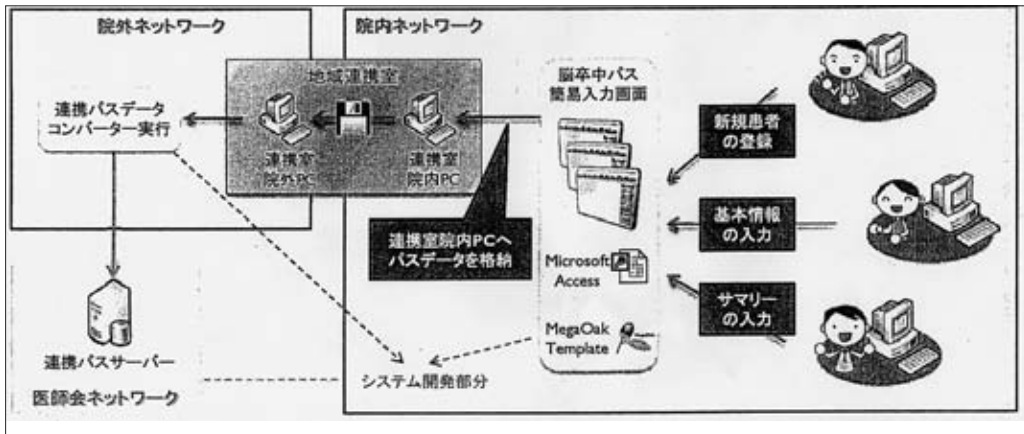 院外ネットワーク
院内ネットワーク
地域連携室
連携パスデータ
コンバーター実行
連携室
院外PC
連携室
院内PC
脳卒中パス
簡易入力画面
新規患者
の登録
基本情報
の入力
サマリーの入力
連携室院内PCへ
パスデータを格納
Microsoft
Access
MegaOak
Template
連携パスサーバー
医師会ネットワーク
システム開発部分